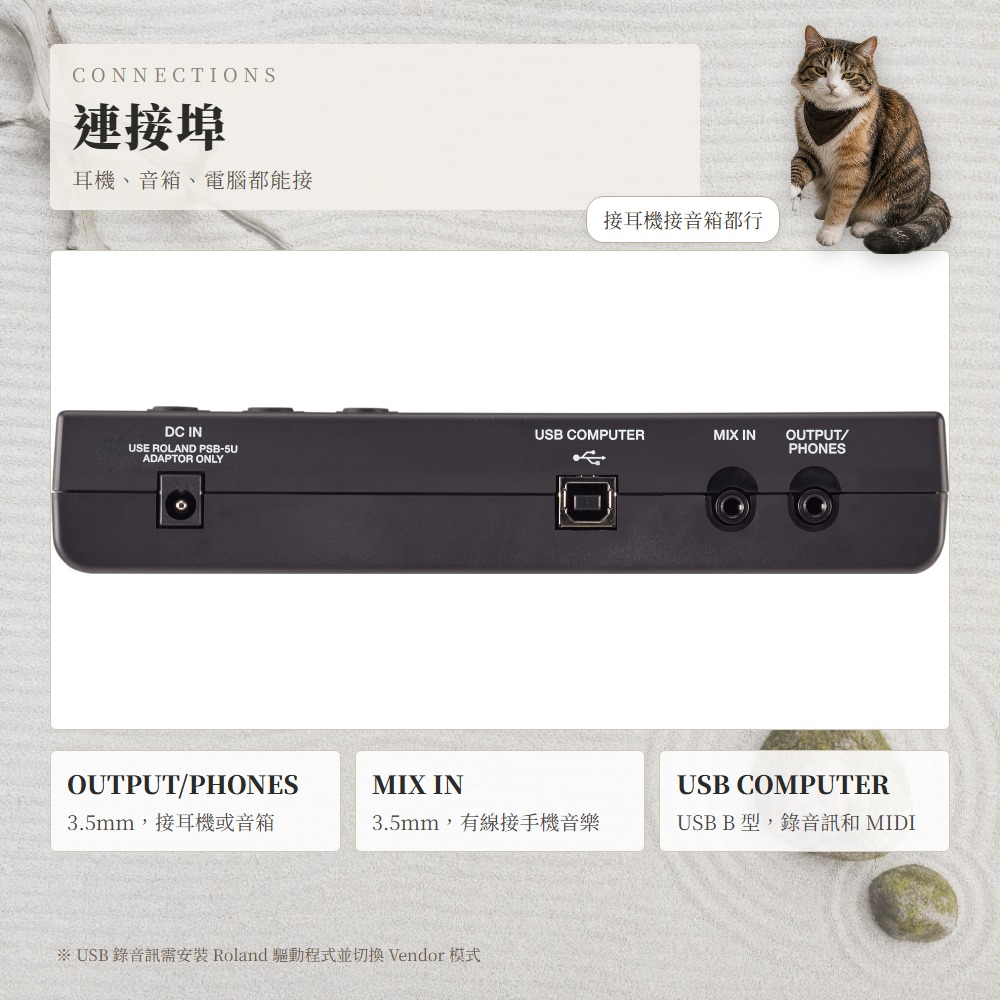 CONNECTIONS
連接埠
耳機、音箱、電腦都能接
接耳機接音箱都行
DC IN
USE ROLAND PSB-5U
ADAPTOR ONLY
USB COMPUTER
MIX IN
OUTPUT/
PHONES
OUTPUT/PHONES
3.5mm，接耳機或音箱
MIX IN
3.5mm，有線接手機音樂
USB COMPUTER
USB B 型，錄音訊和 MIDI
※ USB 錄音訊需安裝 Roland 驅動程式並切換 Vendor 模式